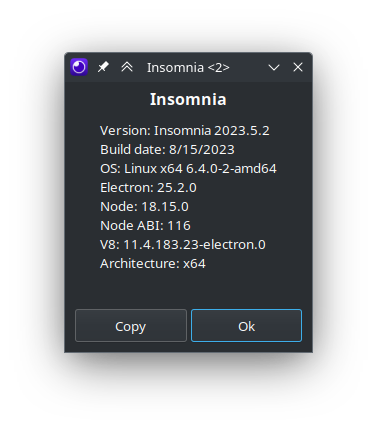 Insomnia <2>
Insomnia
Version: Insomnia 2023.5.2
Build date: 8/15/2023
OS: Linux x64 6.4.0-2-amd64
Electron: 25.2.0
Node: 18.15.0
Node ABI: 116
V8: 11.4.183.23-electron.0
Architecture: x64
Copy
Ok